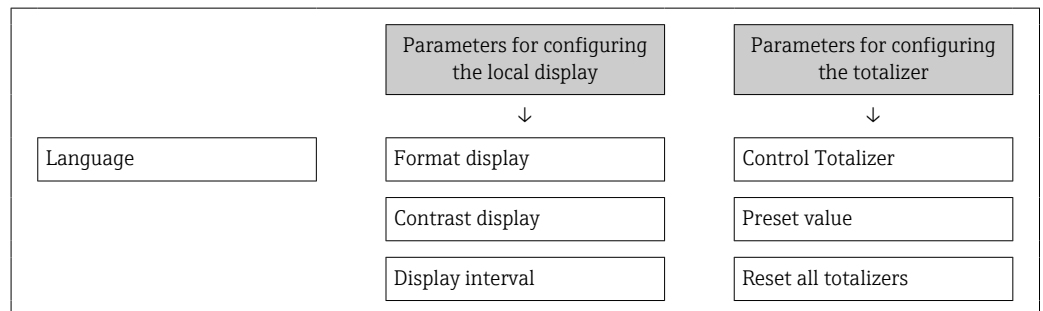 Parameters for configuring
the local display
Parameters for configuring
the totalizer
↓
↓
Language
Format display
Control Totalizer
Contrast display
Preset value
Display interval
Reset all totalizers